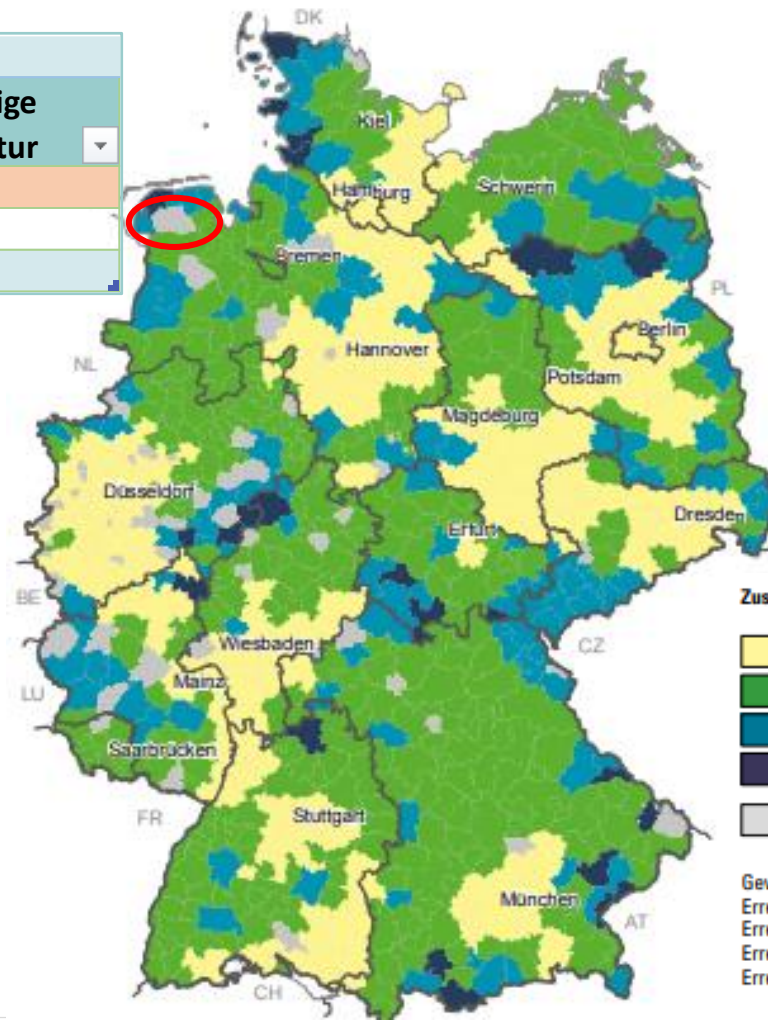 ige
tur
DK
Kiel
Hamburg
Schwerin
Bremen
PL
Berlin
NL
Hannover
Potsdam
Magdeburg
Düsseldorf
Dresden
Erfurt
BE
Zus
Wiesbaden
CZ
LU
Mainz
Saarbrücken
FR
Stuttgart
Gev
München
Erre
AT
Erre
Erre
Erre
CH